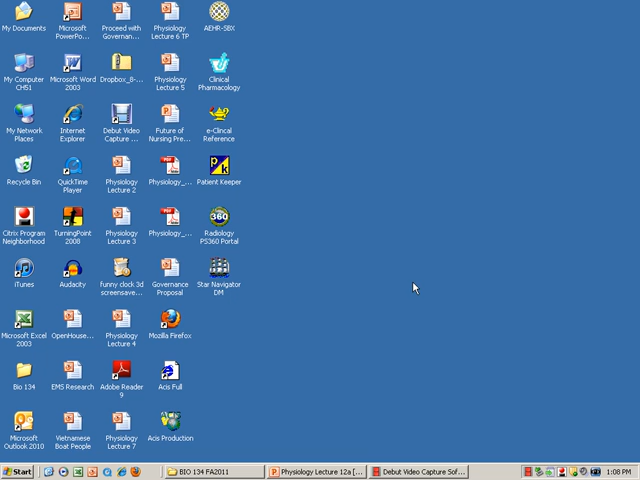 My Documents
Microsoft
PowerPo...
Proceed with
Governan...
Physiology
Lecture 6 TP
AEHR-SBX
My Computer
CH51
Microsoft Word
2003
Dropbox_8-...
Physiology
Lecture 5
Clinical
Pharmacology
My Network
Places
Internet
Explorer
Debut Video
Capture ...
Future of
Nursing Pre...
e-Clincal
Reference
Recycle Bin
QuickTime
Player
Physiology
Lecture 2
Physiology_...
Patient Keeper
Citrix Program
Neighborhood
TurningPoint
2008
Physiology
Lecture 3
Physiology_...
360
Radiology
PS360 Portal
iTunes
Audacity
funny clock 3d
screensave...
Governance
Proposal
Star Navigator
DM
Microsoft Excel
2003
OpenHouse...
Physiology
Lecture 4
Mozilla Firefox
Bio 134
EMS Research
Adobe Reader
9
Acis Full
Microsoft
Outlook 2010
Vietnamese
Boat People
Physiology
Lecture 7
Acis Production
Start
BIO 134 FA2011
Physiology Lecture 12a [...
Debut Video Capture Sof...
1:08 PM